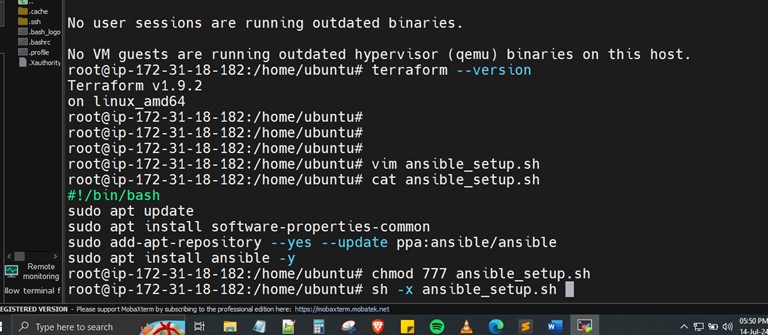 ..
.cache
.ssh
.bash_logo
.bashrc
.profile
.Xauthority
No user sessions are running outdated binaries.
No VM guests are running outdated hypervisor (qemu) binaries on this host.
root@ip-172-31-18-182:/home/ubuntu# terraform --version
Terraform v1.9.2
on linux_amd64
root@ip-172-31-18-182:/home/ubuntu#
root@ip-172-31-18-182:/home/ubuntu#
root@ip-172-31-18-182:/home/ubuntu#
root@ip-172-31-18-182:/home/ubuntu# vim ansible_setup.sh
root@ip-172-31-18-182:/home/ubuntu# cat ansible_setup.sh
#!/bin/bash
sudo apt update
sudo apt install software-properties-common
sudo add-apt-repository --yes --update ppa:ansible/ansible
sudo apt install ansible -y
root@ip-172-31-18-182:/home/ubuntu# chmod 777 ansible_setup.sh
root@ip-172-31-18-182:/home/ubuntu# sh -x ansible_setup.sh
Remote
monitoring
llow terminal f
REGISTERED VERSION - Please support MobaXterm by subscribing to the professional edition here: https://mobaxterm.mobatek.net
Type here to search
05:50 PM
14-Jul-24